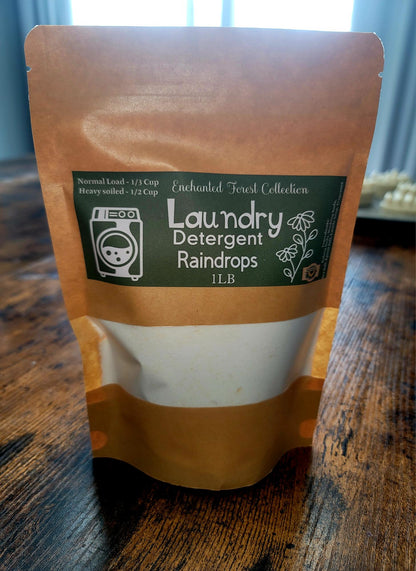 Normal Load - 1/3 Cup
Heavy soiled - 1/2 Cup
Enchanted Forest Collection
Laundry
Detergent
Raindrops
1LB